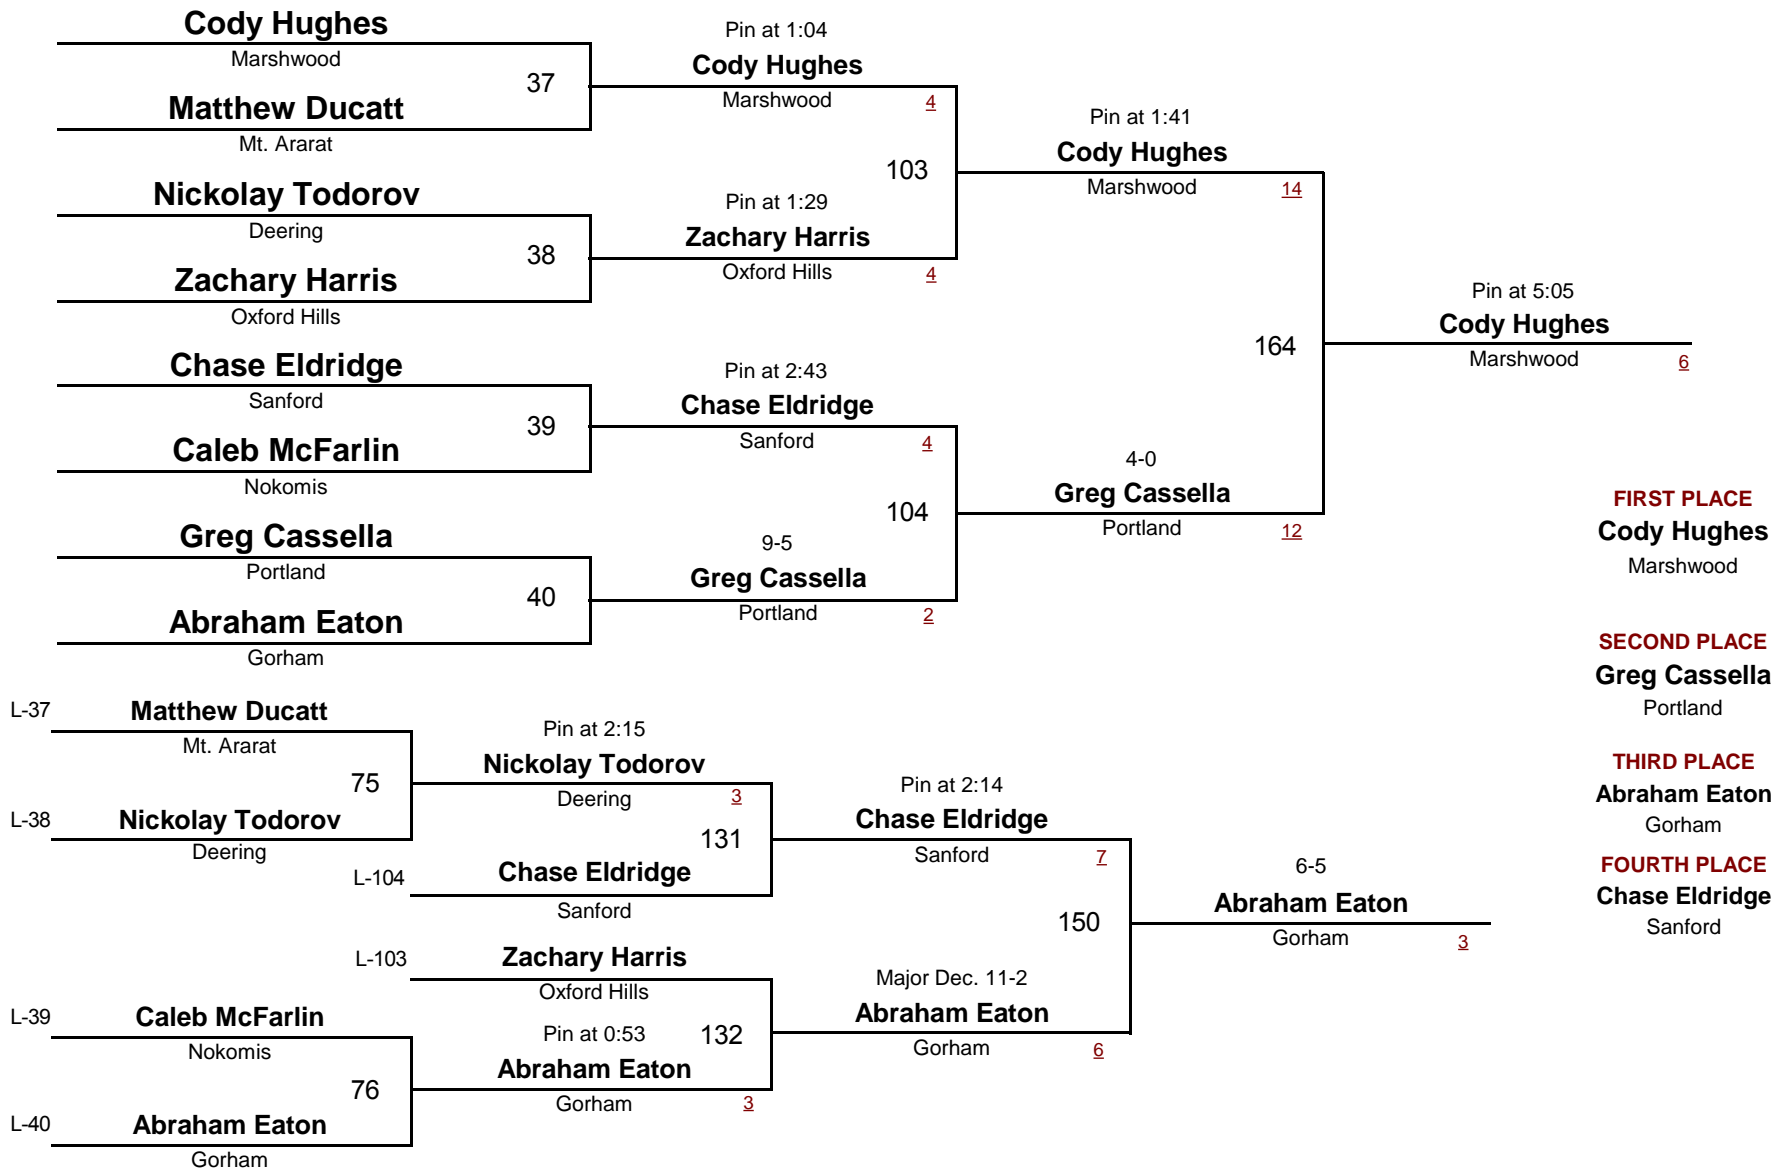 Cody Hughes
Marshwood
37
Matthew Ducatt
Mt. Ararat
Nickolay Todorov
Deering
38
Zachary Harris
Oxford Hills
Chase Eldridge
Sanford
39
Caleb McFarlin
Nokomis
Greg Cassella
Portland
40
Abraham Eaton
Gorham
Pin at 1:04
Cody Hughes
Marshwood 4
103
Pin at 1:29
Zachary Harris
Oxford Hills 4
Pin at 2:43
Chase Eldridge
Sanford 4
104
9-5
Greg Cassella
Portland 2
Pin at 1:41
Cody Hughes
Marshwood 14
164
4-0
Greg Cassella
Portland 12
Pin at 5:05
Cody Hughes
Marshwood 6
FIRST PLACE
Cody Hughes
Marshwood
SECOND PLACE
Greg Cassella
Portland
THIRD PLACE
Abraham Eaton
Gorham
FOURTH PLACE
Chase Eldridge
Sanford
L-37 Matthew Ducatt
Mt. Ararat
75
L-38 Nickolay Todorov
Deering
Pin at 2:15
Nickolay Todorov
Deering 3
131
L-104 Chase Eldridge
Sanford
L-103 Zachary Harris
Oxford Hills
132
Pin at 0:53
Abraham Eaton
Gorham 3
L-39 Caleb McFarlin
Nokomis
76
L-40 Abraham Eaton
Gorham
Pin at 2:14
Chase Eldridge
Sanford 7
150
Major Dec. 11-2
Abraham Eaton
Gorham 6
6-5
Abraham Eaton
Gorham 3